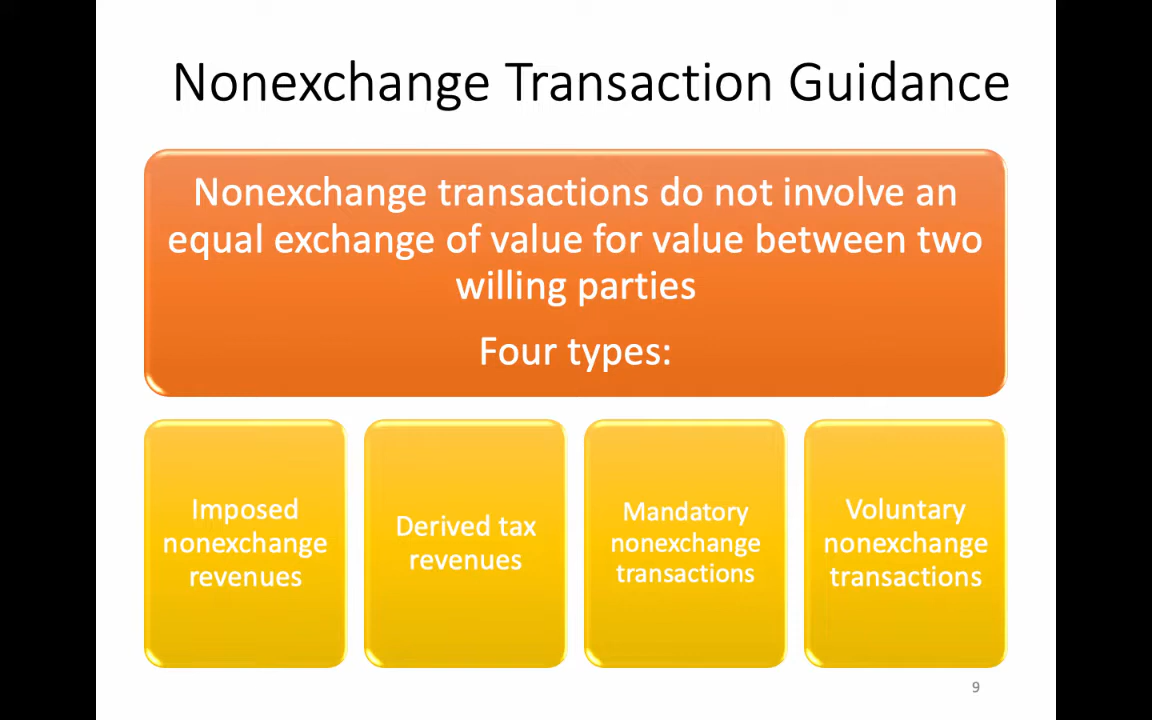 Nonexchange Transaction Guidance
Nonexchange transactions do not involve an
equal exchange of value for value between two
willing parties
Four types:
Imposed
nonexchange
revenues
Derived tax
revenues
Mandatory
nonexchange
transactions
Voluntary
nonexchange
transactions
9